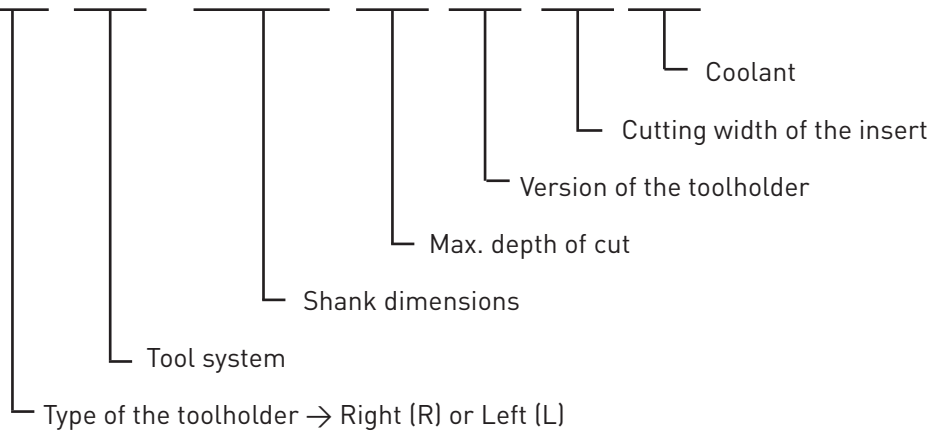 Coolant
Cutting width of the insert
Version of the toolholder
Max. depth of cut
Shank dimensions
Tool system
Type of the toolholder → Right (R) or Left (L)